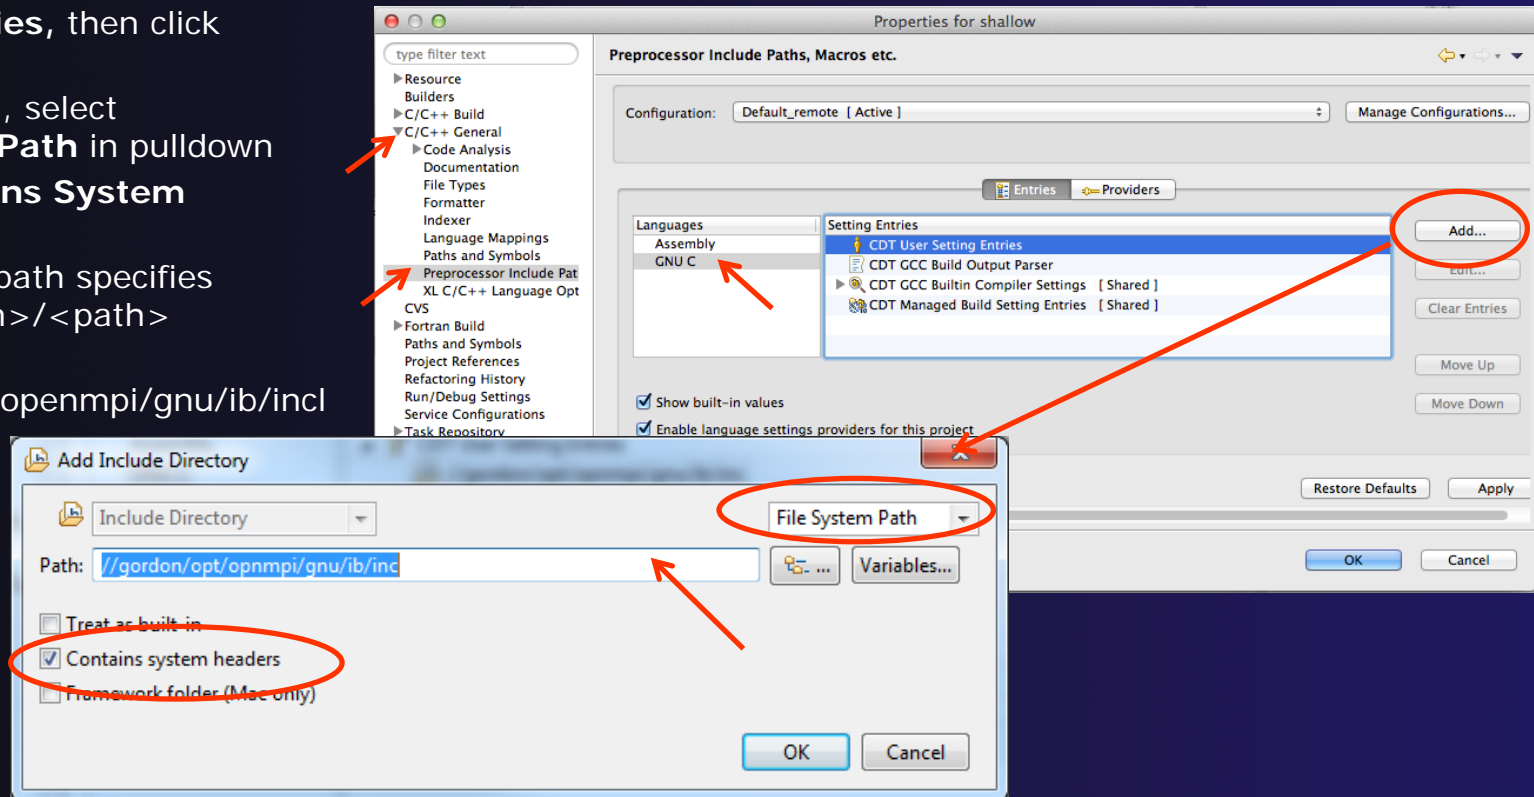 ies, then click
, select
Path in pulldown
ns System
path specifies
n>/<path>
openmpi/gnu/ib/incl
Properties for shallow
type filter text
Resource
Builders
C/C++ Build
C/C++ General
Code Analysis
Documentation
File Types
Formatter
Indexer
Language Mappings
Paths and Symbols
Preprocessor Include Pat
XL C/C++ Language Opt
CVS
Fortran Build
Paths and Symbols
Project References
Refactoring History
Run/Debug Settings
Service Configurations
Task Repository
Preprocessor Include Paths, Macros etc.
Configuration: Default_remote [ Active ] Manage Configurations...
Entries Providers
Languages
Assembly
GNU C
Setting Entries
CDT User Setting Entries
CDT GCC Build Output Parser
CDT GCC Builtin Compiler Settings [ Shared ]
CDT Managed Build Setting Entries [ Shared ]
Add...
Edit...
Clear Entries
Move Up
Move Down
Show built-in values
Enable language settings providers for this project
Restore Defaults Apply
OK Cancel
Add Include Directory
Include Directory File System Path
Path: //gordon/opt/opnmpi/gnu/ib/inc ... Variables...
Treat as built-in
Contains system headers
Framework folder (Mac only)
OK Cancel